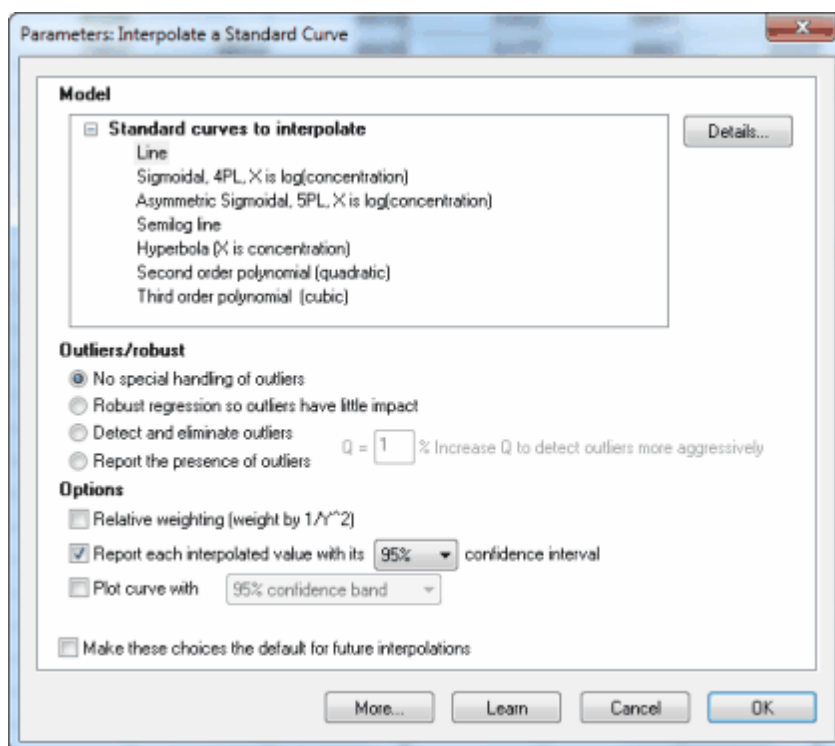 Parameters: Interpolate a Standard Curve
Model
Standard curves to interpolate
Details...
Line
Sigmoidal, 4PL, X is log(concentration)
Asymmetric Sigmoidal, 5PL, X is log(concentration)
Semilog line
Hyperbola (X is concentration)
Second order polynomial (quadratic)
Third order polynomial (cubic)
Outliers/robust
No special handling of outliers
Robust regression so outliers have little impact
Detect and eliminate outliers
Q = 1 % Increase Q to detect outliers more aggressively
Report the presence of outliers
Options
Relative weighting (weight by 1/Y^2)
Report each interpolated value with its 95% confidence interval
Plot curve with 95% confidence band
Make these choices the default for future interpolations
More... Learn Cancel OK